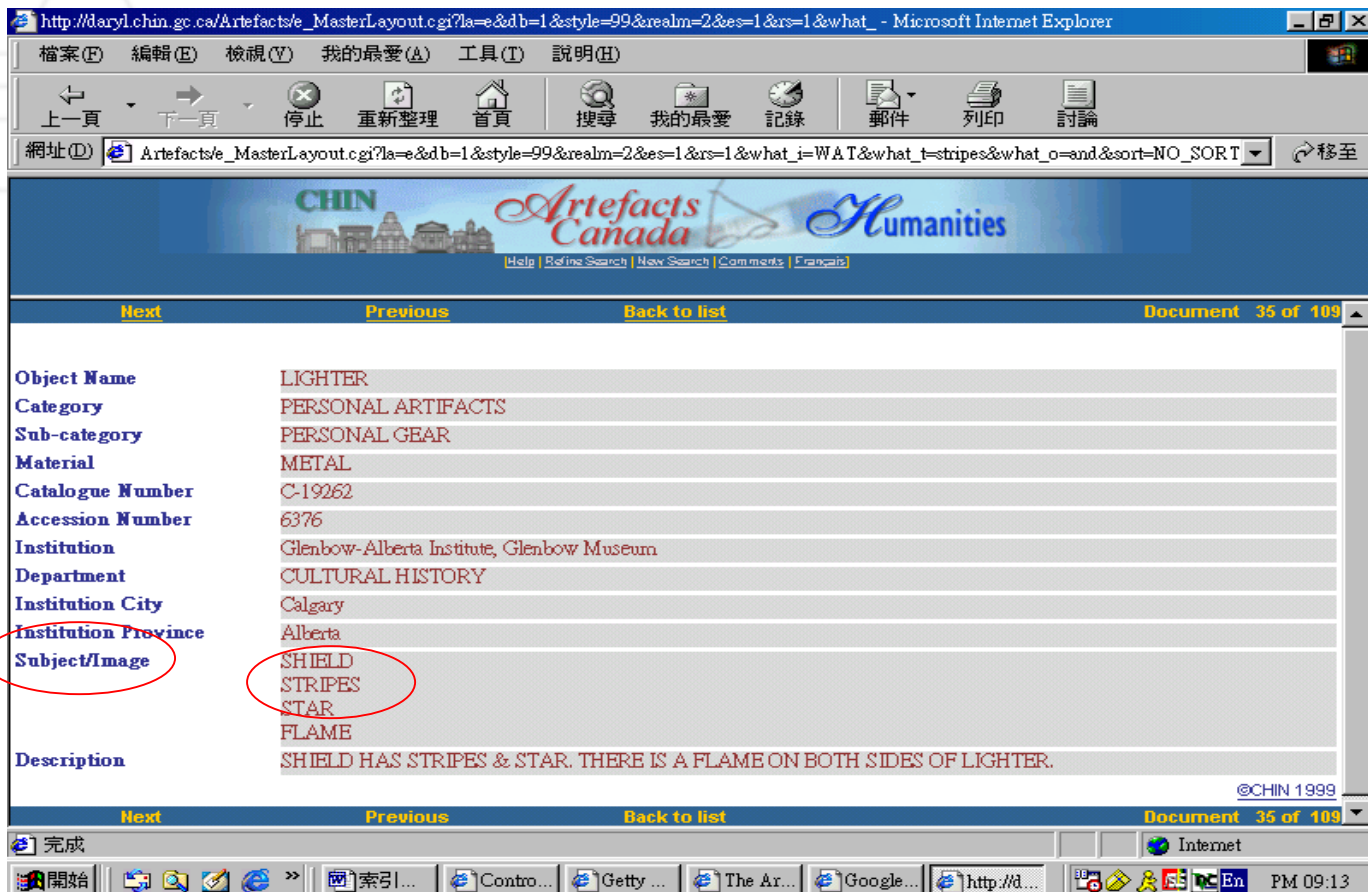 http://daryl.chin.gc.ca/Artefacts/e_MasterLayout.cgi?la=e&db=1&style=99&realm=2&es=1&rs=1&what_ - Microsoft Internet Explorer
檔案(F) 編輯(E) 檢視(V) 我的最愛(A) 工具(T) 說明(H)
上一頁 下一頁 停止 重新整理 首頁 搜尋 我的最愛 記錄 郵件 列印 討論
網址(D) Artefacts/e_MasterLayout.cgi?la=e&db=1&style=99&realm=2&es=1&rs=1&what_i=WAT&what_t=stripes&what_o=and&sort=NO_SORT 移至
CHIN Artefacts Canada Humanities
[Help | Refine Search | New Search | Comments | Français]
Next Previous Back to list Document 35 of 109
Object Name LIGHTER
Category PERSONAL ARTIFACTS
Sub-category PERSONAL GEAR
Material METAL
Catalogue Number C-19262
Accession Number 6376
Institution Glenbow-Alberta Institute, Glenbow Museum
Department CULTURAL HISTORY
Institution City Calgary
Institution Province Alberta
Subject/Image SHIELD
STRIPES
STAR
FLAME
Description SHIELD HAS STRIPES & STAR. THERE IS A FLAME ON BOTH SIDES OF LIGHTER.
©CHIN 1999
Next Previous Back to list Document 35 of 109
完成 Internet
開始 » 索引... Contro... Getty ... The Ar... Google... http://d... En PM 09:13